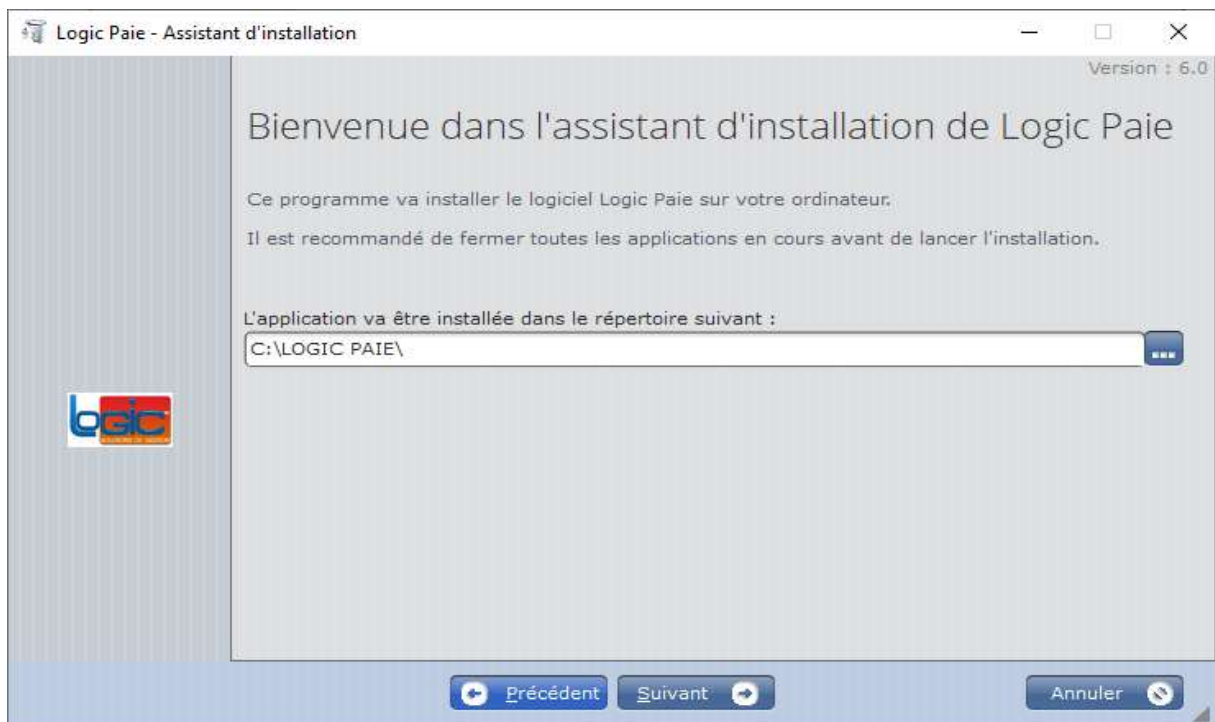 Logic Paie - Assistant d'installation
Version : 6.0
Bienvenue dans l'assistant d'installation de Logic Paie
Ce programme va installer le logiciel Logic Paie sur votre ordinateur.
Il est recommandé de fermer toutes les applications en cours avant de lancer l'installation.
L'application va être installée dans le répertoire suivant :
C:\LOGIC PAIE\
...
logic
Précédent
Suivant
Annuler